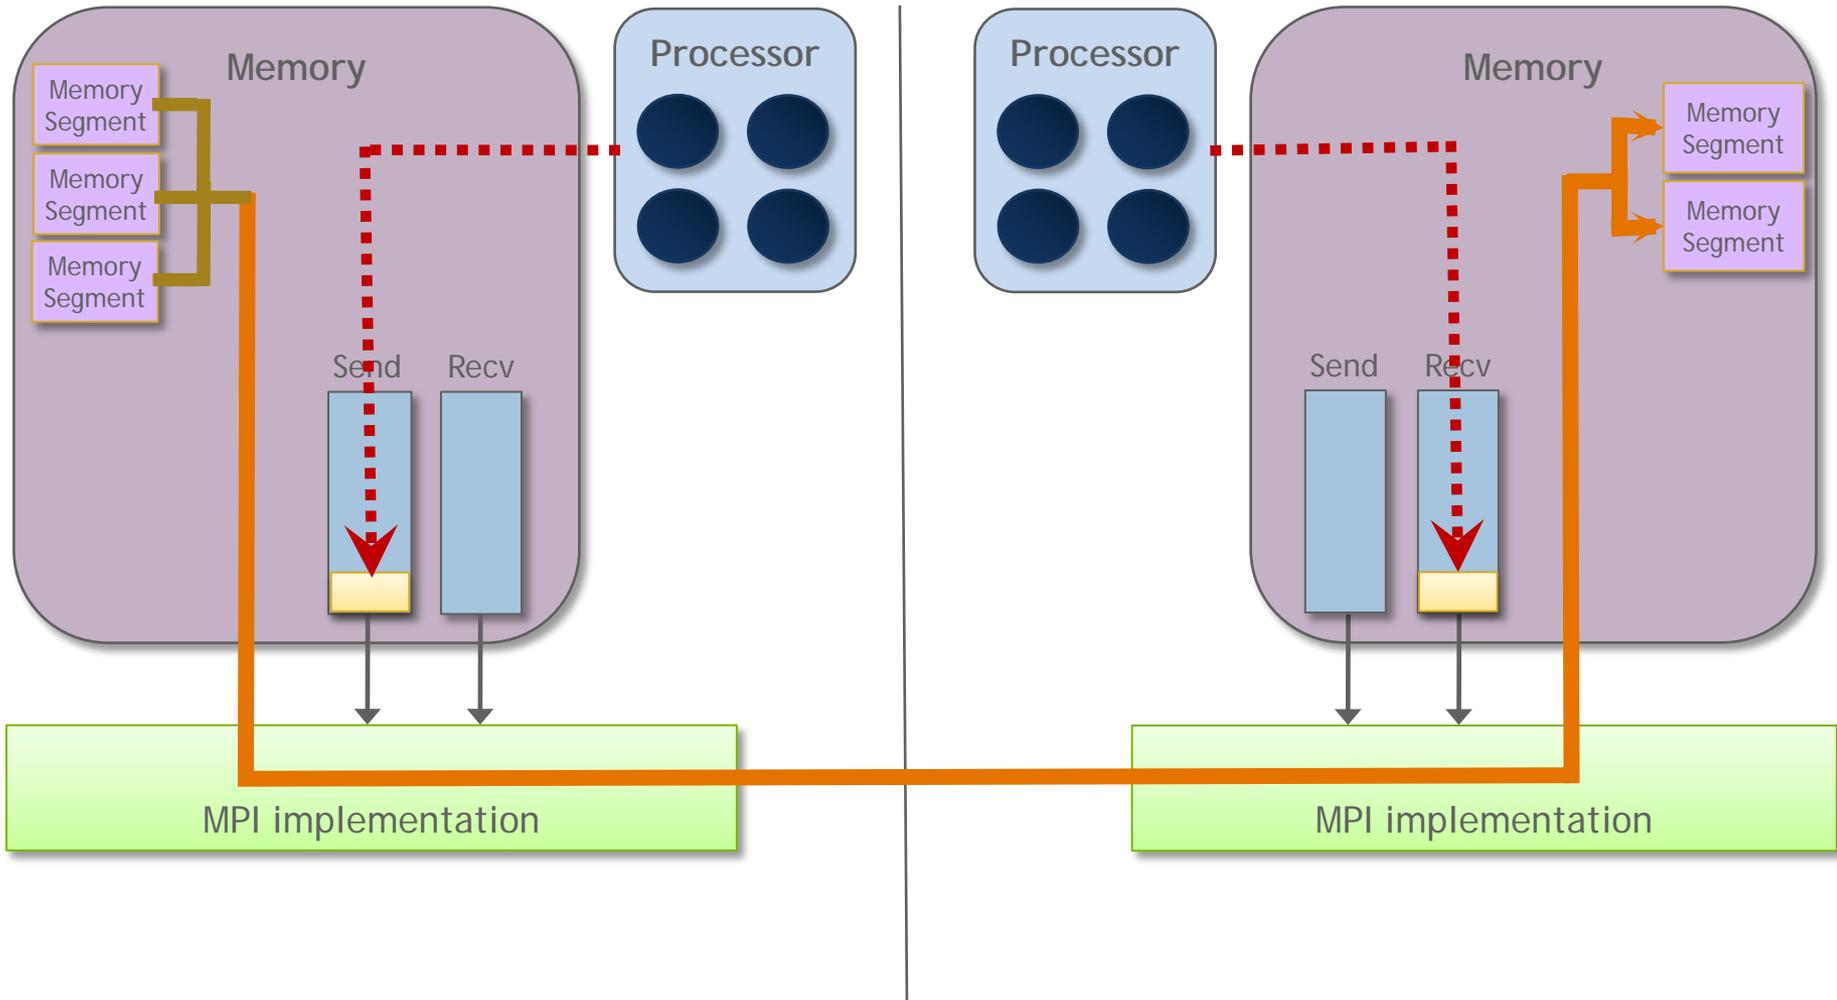 Memory
Memory
Segment
Memory
Segment
Memory
Segment
Processor
Send
Recv
MPI implementation
Processor
Memory
Memory
Segment
Memory
Segment
Send
Recv
MPI implementation